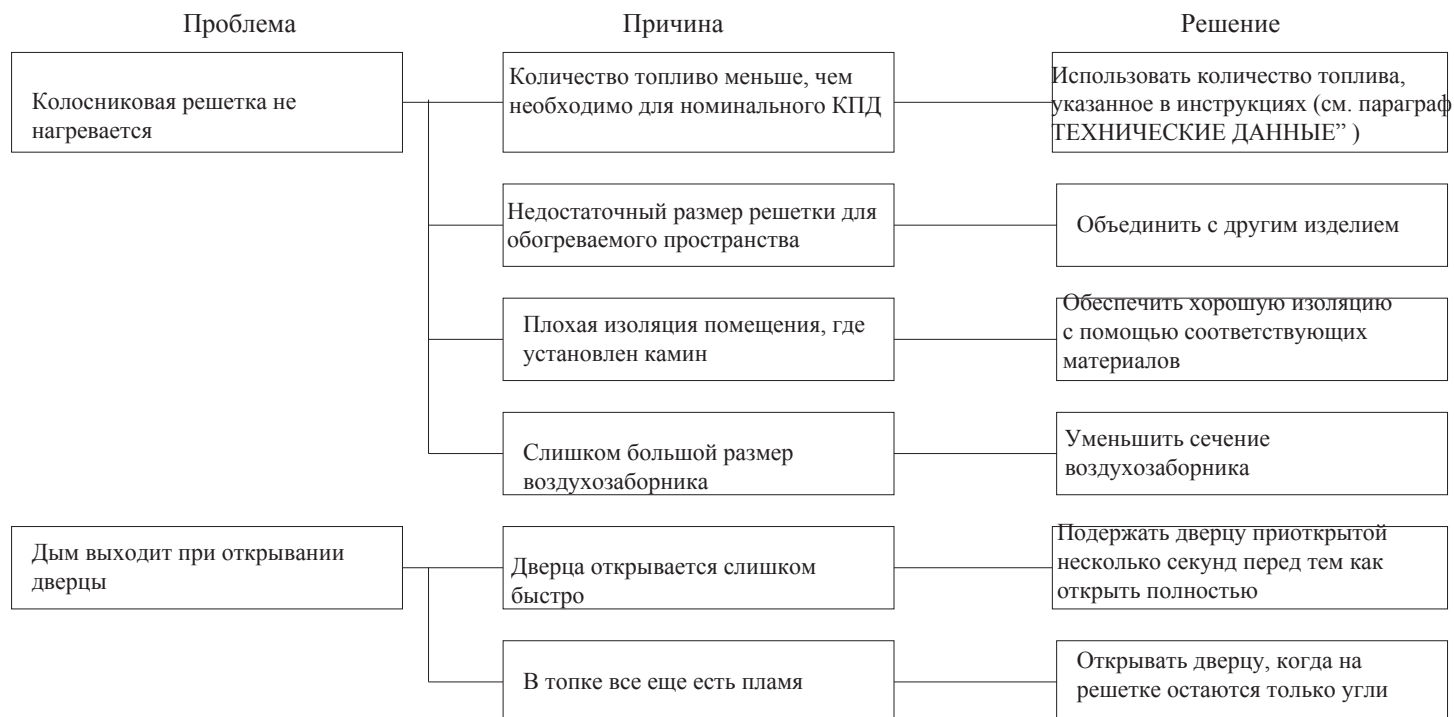 Проблема
Причина
Решение
Колосниковая решетка не
нагревается
Количество топливо меньше, чем
необходимо для номинального КПД
Использовать количество топлива,
указанное в инструкциях (см. параграф
ТЕХНИЧЕСКИЕ ДАННЫЕ” )
Недостаточный размер решетки для
обогреваемого пространства
Объединить с другим изделием
Плохая изоляция помещения, где
установлен камин
Обеспечить хорошую изоляцию
с помощью соответствующих
материалов
Слишком большой размер
воздухозаборника
Уменьшить сечение
воздухозаборника
Дым выходит при открывании
дверцы
Дверца открывается слишком
быстро
Подержать дверцу приоткрытой
несколько секунд перед тем как
открыть полностью
В топке все еще есть пламя
Открывать дверцу, когда на
решетке остаются только угли